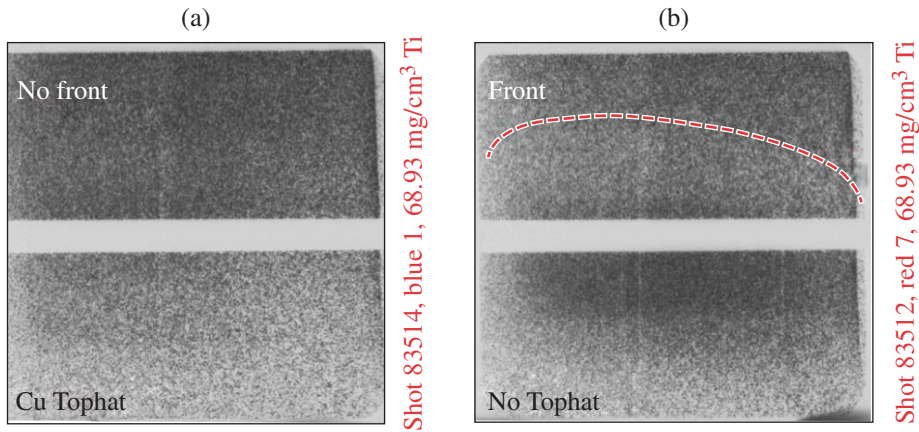 (a)
(b)
No front
Cu Tophat
Shot 83514, blue 1, 68.93 mg/cm³ Ti
Front
No Tophat
Shot 83512, red 7, 68.93 mg/cm³ Ti